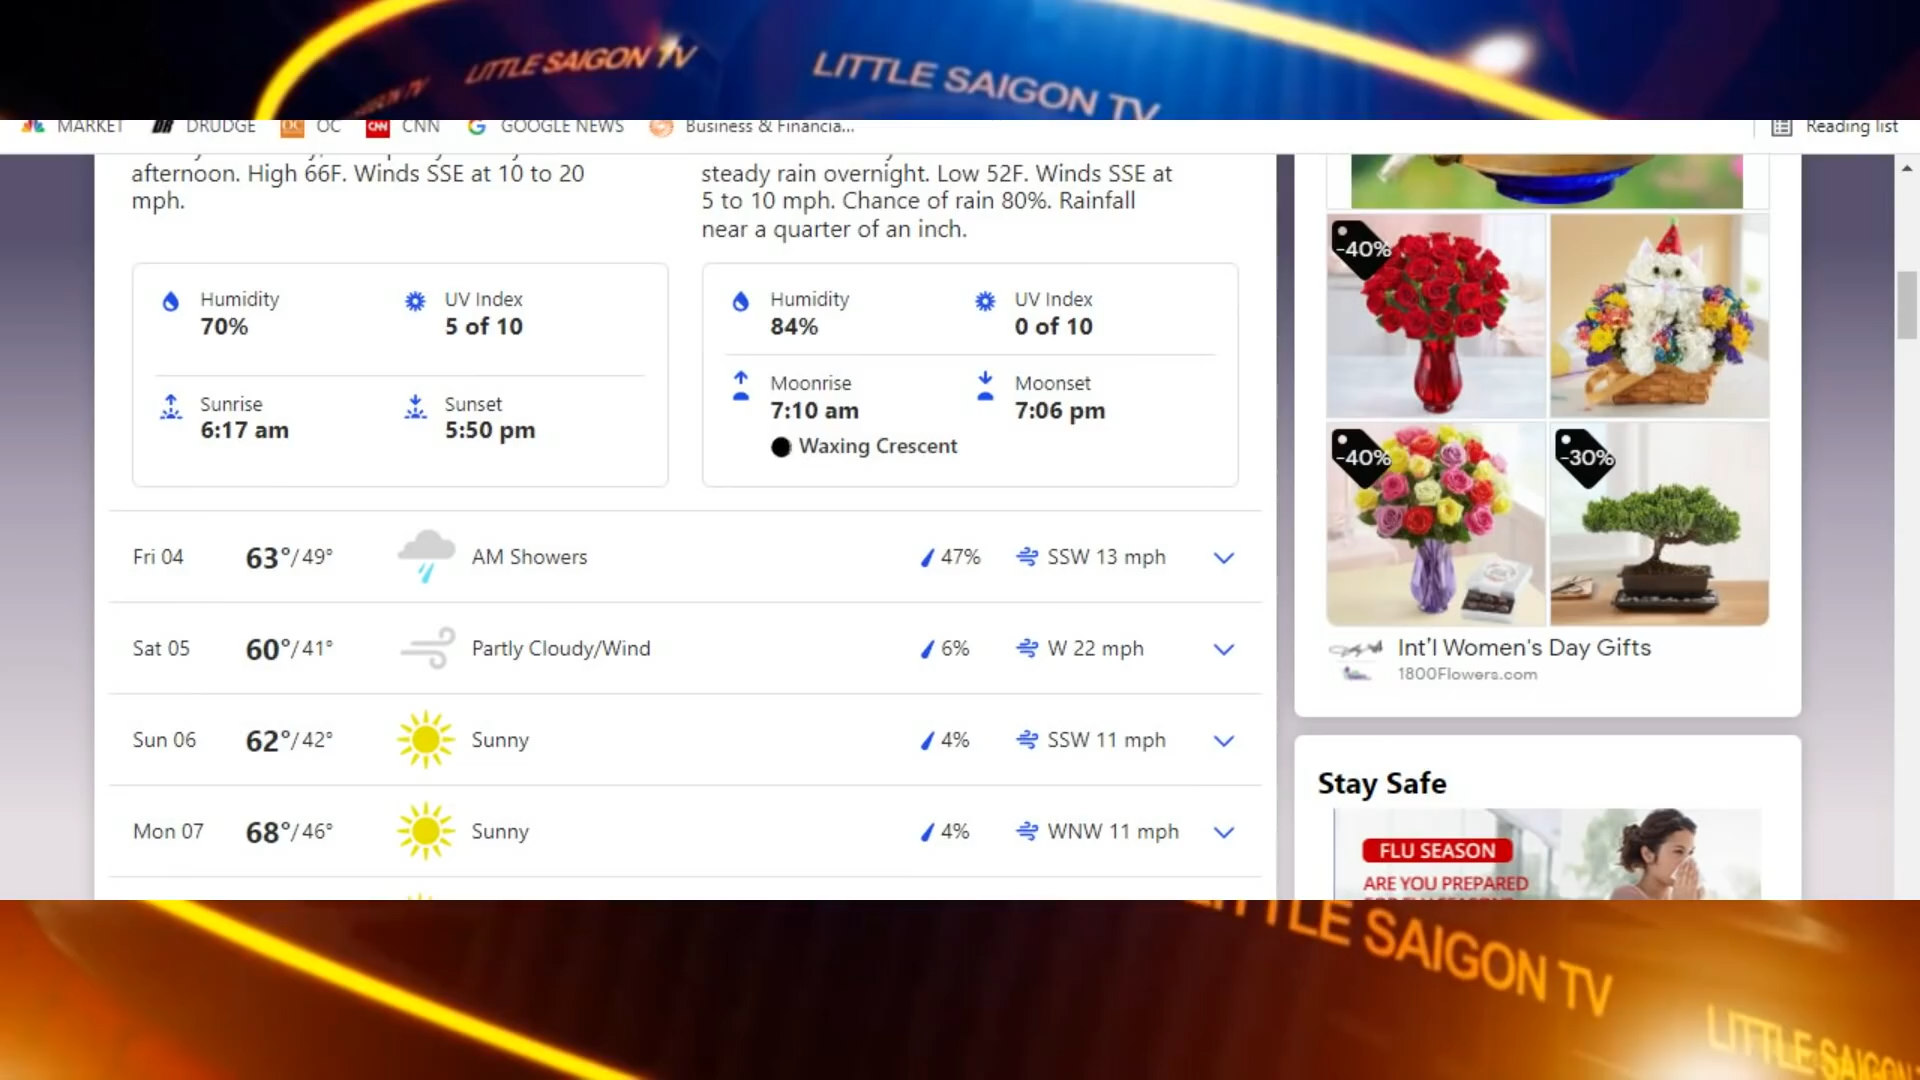 LITTLE SAIGON TV
LITTLE SAIGON TV
MARKET
DRUDGE
OC
OC
CNN
CNN
GOOGLE NEWS
Business & Financia...
Reading list
afternoon. High 66F. Winds SSE at 10 to 20
mph.
steady rain overnight. Low 52F. Winds SSE at
5 to 10 mph. Chance of rain 80%. Rainfall
near a quarter of an inch.
Humidity
70%
UV Index
5 of 10
Sunrise
6:17 am
Sunset
5:50 pm
Humidity
84%
UV Index
0 of 10
Moonrise
7:10 am
Moonset
7:06 pm
Waxing Crescent
Fri 04 63°/49° AM Showers 47% SSW 13 mph
Sat 05 60°/41° Partly Cloudy/Wind 6% W 22 mph
Sun 06 62°/42° Sunny 4% SSW 11 mph
Mon 07 68°/46° Sunny 4% WNW 11 mph
-40%
-40%
-30%
Int'l Women's Day Gifts
1800Flowers.com
Stay Safe
FLU SEASON
ARE YOU PREPARED
LITTLE SAIGON TV
LITTLE SAIGON